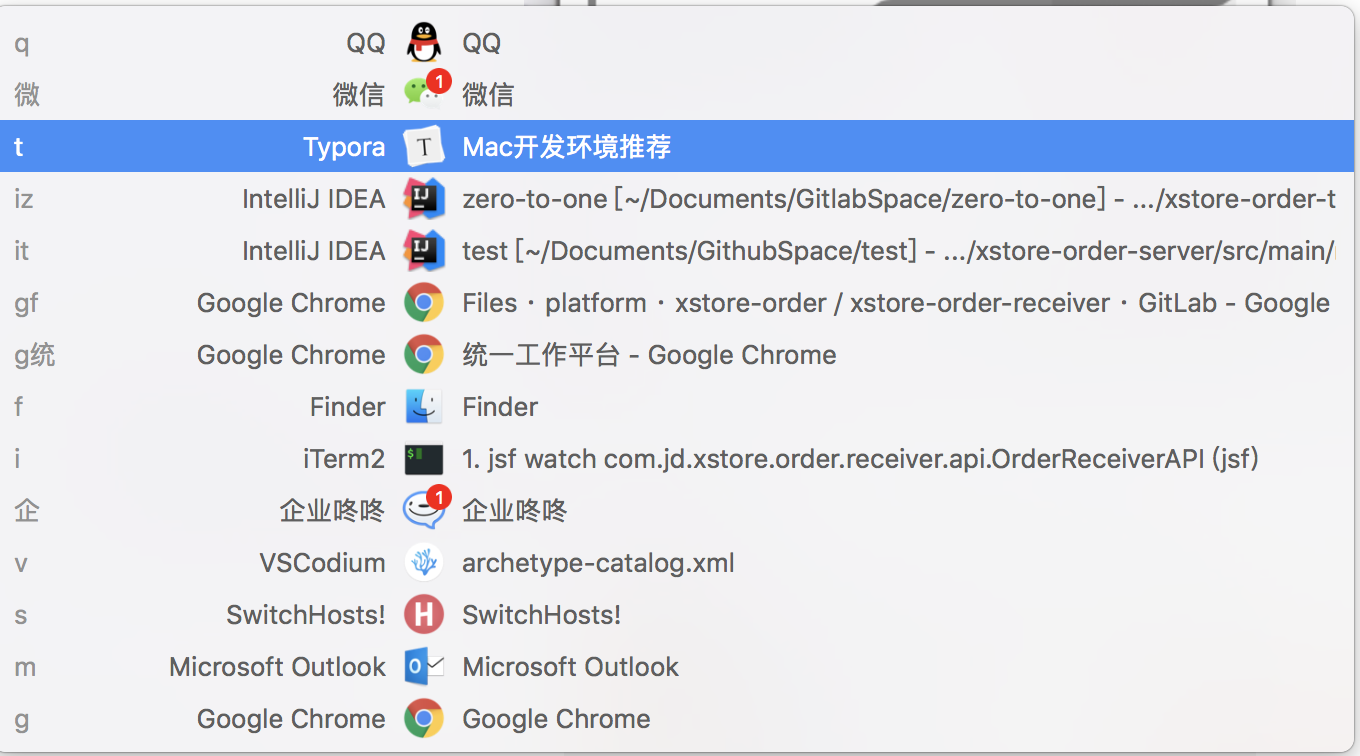 q QQ QQ
微 微信 1 微信
t Typora T Mac开发环境推荐
iz IntelliJ IDEA IJ zero-to-one [~/Documents/GitlabSpace/zero-to-one] - .../xstore-order-t
it IntelliJ IDEA IJ test [~/Documents/GithubSpace/test] - .../xstore-order-server/src/main/
gf Google Chrome Files · platform · xstore-order / xstore-order-receiver · GitLab - Google
g统 Google Chrome 统一工作平台 - Google Chrome
f Finder Finder
i iTerm2 $ 1. jsf watch com.jd.xstore.order.receiver.api.OrderReceiverAPI (jsf)
企 企业咚咚 1 企业咚咚
v VSCodium archetype-catalog.xml
s SwitchHosts! H SwitchHosts!
m Microsoft Outlook O Microsoft Outlook
g Google Chrome Google Chrome